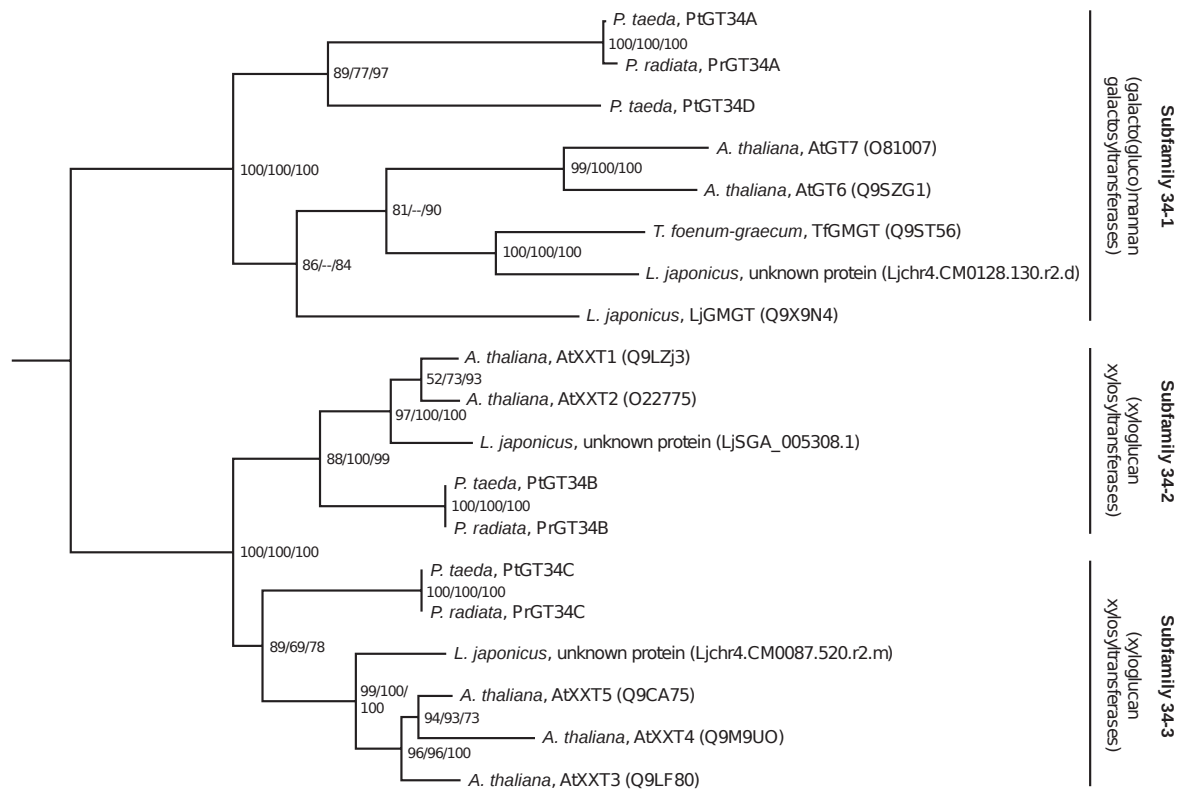 P. taeda, PtGT34A
100/100/100
P. radiata, PrGT34A
89/77/97
P. taeda, PtGT34D
A. thaliana, AtGT7 (O81007)
99/100/100
100/100/100
A. thaliana, AtGT6 (Q9SZG1)
81/--/90
T. foenum-graecum, TfGMGT (Q9ST56)
100/100/100
86/--/84
L. japonicus, unknown protein (Ljchr4.CM0128.130.r2.d)
L. japonicus, LjGMGT (Q9X9N4)
Subfamily 34-1
(galacto(gluco)mannan
galactosyltransferases)
A. thaliana, AtXXT1 (Q9LZj3)
52/73/93
A. thaliana, AtXXT2 (O22775)
97/100/100
L. japonicus, unknown protein (LjSGA_005308.1)
88/100/99
P. taeda, PtGT34B
100/100/100
P. radiata, PrGT34B
Subfamily 34-2
(xyloglucan
xylosyltransferases)
100/100/100
P. taeda, PtGT34C
100/100/100
P. radiata, PrGT34C
89/69/78
L. japonicus, unknown protein (Ljchr4.CM0087.520.r2.m)
99/100/
100
A. thaliana, AtXXT5 (Q9CA75)
94/93/73
A. thaliana, AtXXT4 (Q9M9UO)
96/96/100
A. thaliana, AtXXT3 (Q9LF80)
Subfamily 34-3
(xyloglucan
xylosyltransferases)